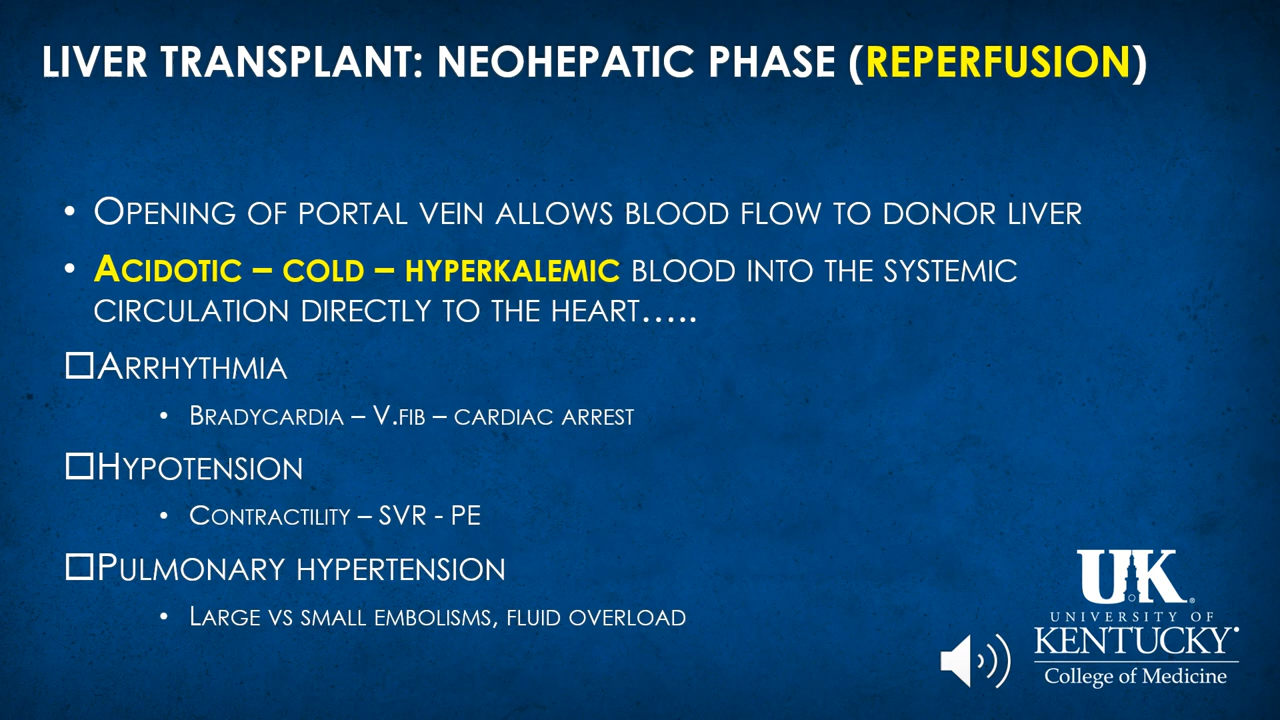 LIVER TRANSPLANT: NEOHEPATIC PHASE (REPERFUSION)
• OPENING OF PORTAL VEIN ALLOWS BLOOD FLOW TO DONOR LIVER
• ACIDOTIC – COLD – HYPERKALEMIC BLOOD INTO THE SYSTEMIC
CIRCULATION DIRECTLY TO THE HEART…..
□ARRHYTHMIA
• BRADYCARDIA – V.FIB – CARDIAC ARREST
□HYPOTENSION
• CONTRACTILITY – SVR - PE
□PULMONARY HYPERTENSION
• LARGE VS SMALL EMBOLISMS, FLUID OVERLOAD
UK®
UNIVERSITY OF
KENTUCKY
College of Medicine